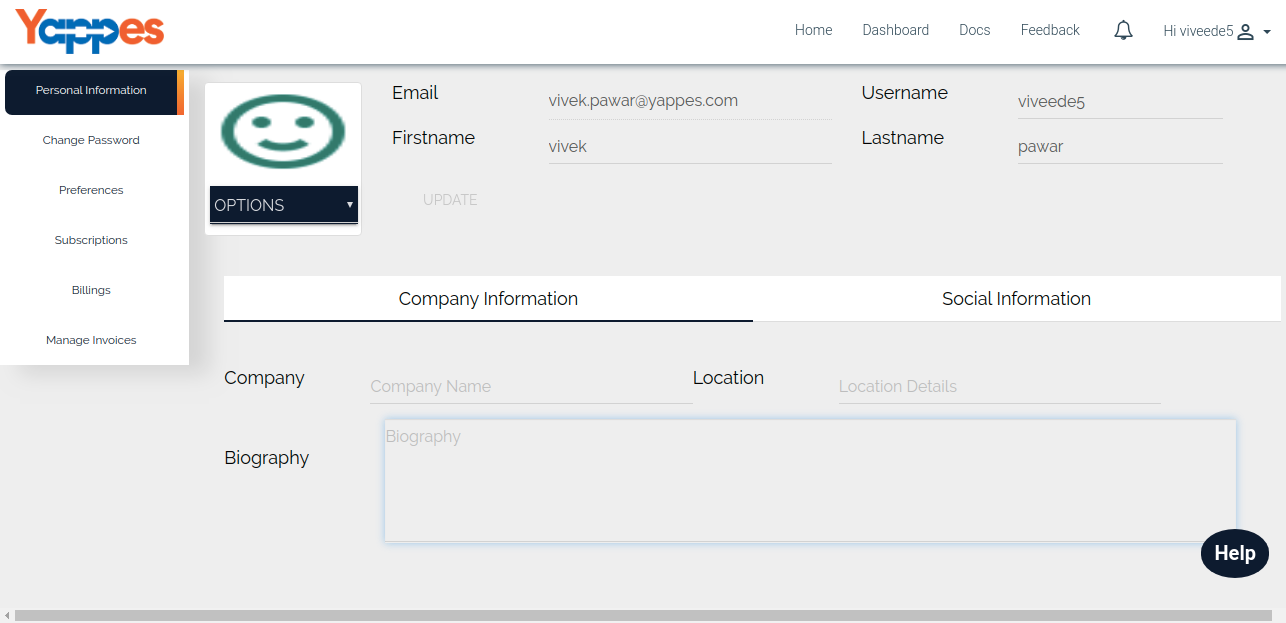 Yappes
Home Dashboard Docs Feedback Hi viveede5
Personal Information
Change Password
Preferences
Subscriptions
Billings
Manage Invoices
OPTIONS
Email vivek.pawar@yappes.com Username viveede5
Firstname vivek Lastname pawar
UPDATE
Company Information Social Information
Company Company Name Location Location Details
Biography Biography
Help